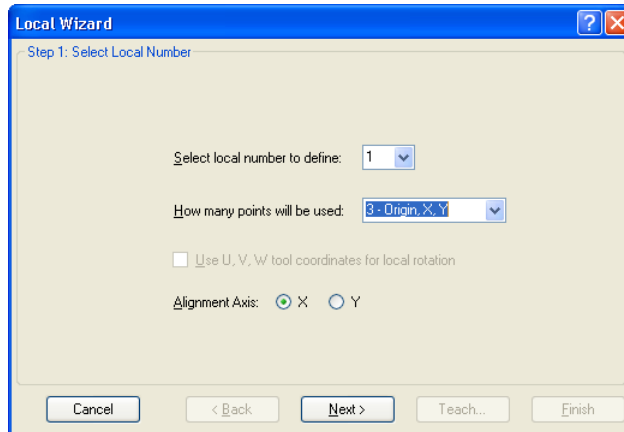 Local Wizard
Step 1: Select Local Number
Select local number to define: 1
How many points will be used: 3 - Origin, X, Y
Use U, V, W tool coordinates for local rotation
Alignment Axis: X Y
Cancel < Back Next > Teach... Finish